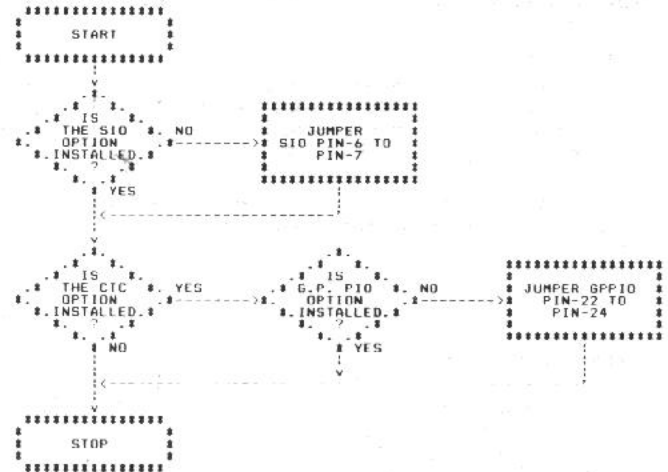 START
IS
THE SIO
OPTION
INSTALLED
?
NO
YES
JUMPER
SIO PIN-6 TO
PIN-7
IS
THE CTC
OPTION
INSTALLED
?
YES
NO
IS
G.P. PIO
OPTION
INSTALLED
?
NO
YES
JUMPER GPPIO
PIN-22 TO
PIN-24
STOP